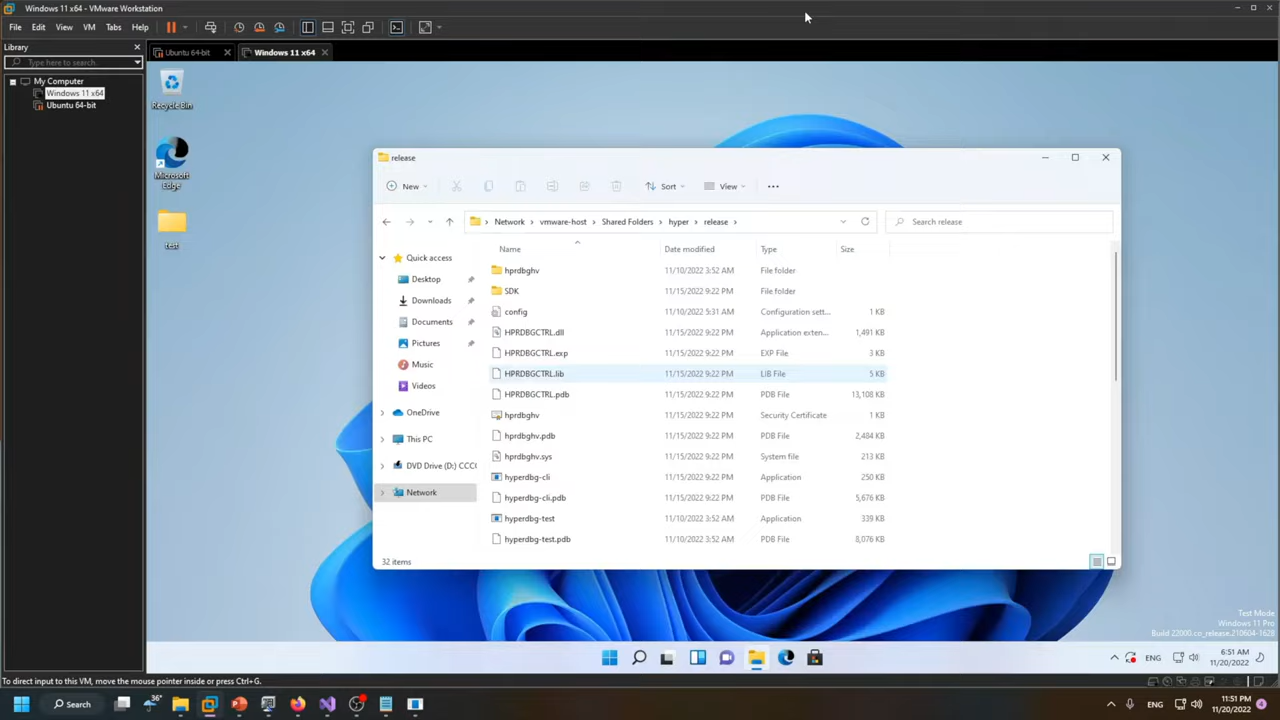 Windows 11 x64 - VMware Workstation
File Edit View VM Tabs Help
Library
Type here to search
My Computer
Windows 11 x64
Ubuntu 64-bit
Ubuntu 64-bit
Windows 11 x64
Recycle Bin
Microsoft
Edge
test
release
New
Sort
View
Network
vmware-host
Shared Folders
hyper
release
Search release
Quick access
Desktop
Downloads
Documents
Pictures
Music
Videos
OneDrive
This PC
DVD Drive (D:) CCC
Network
Name Date modified Type Size
hprdbghv 11/10/2022 3:52 AM File folder
SDK 11/15/2022 9:22 PM File folder
config 11/10/2022 5:31 AM Configuration sett... 1 KB
HPRDBGCTRL.dll 11/15/2022 9:22 PM Application exten... 1,491 KB
HPRDBGCTRL.exp 11/15/2022 9:22 PM EXP File 3 KB
HPRDBGCTRL.lib 11/15/2022 9:22 PM LIB File 5 KB
HPRDBGCTRL.pdb 11/15/2022 9:22 PM PDB File 13,108 KB
hprdbghv 11/15/2022 9:22 PM Security Certificate 1 KB
hprdbghv.pdb 11/15/2022 9:22 PM PDB File 2,484 KB
hprdbghv.sys 11/15/2022 9:22 PM System file 213 KB
hyperdbg-cli 11/15/2022 9:22 PM Application 250 KB
hyperdbg-cli.pdb 11/15/2022 9:22 PM PDB File 5,676 KB
hyperdbg-test 11/10/2022 3:52 AM Application 339 KB
hyperdbg-test.pdb 11/10/2022 3:52 AM PDB File 8,076 KB
32 items
Test Mode
Windows 11 Pro
Build 22000.co_release.210604-1628
ENG
6:51 AM
11/20/2022
To direct input to this VM, move the mouse pointer inside or press Ctrl+G.
Search
36°
ENG
11:51 PM
11/20/2022
4